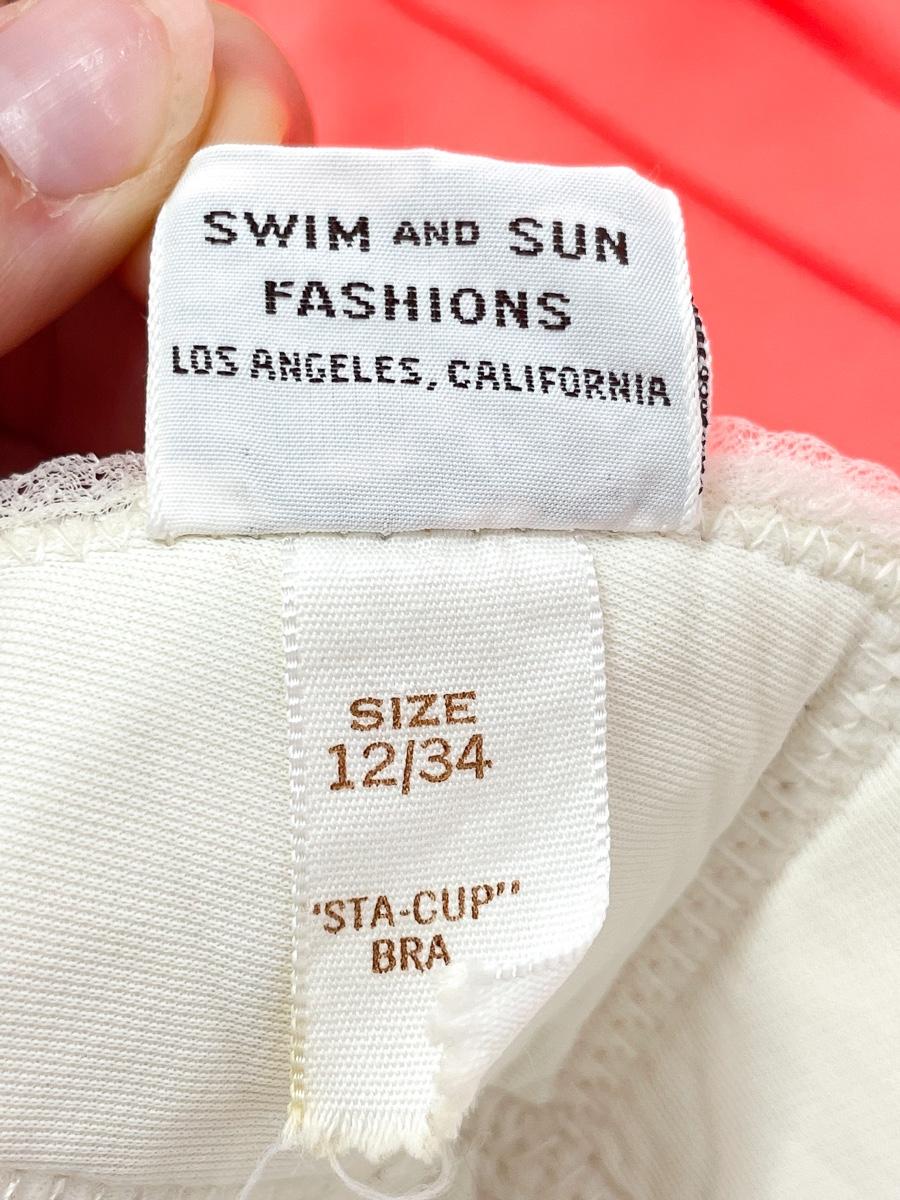 SWIM AND SUN
FASHIONS
LOS ANGELES, CALIFORNIA
SIZE
12/34
"STA-CUP"
BRA